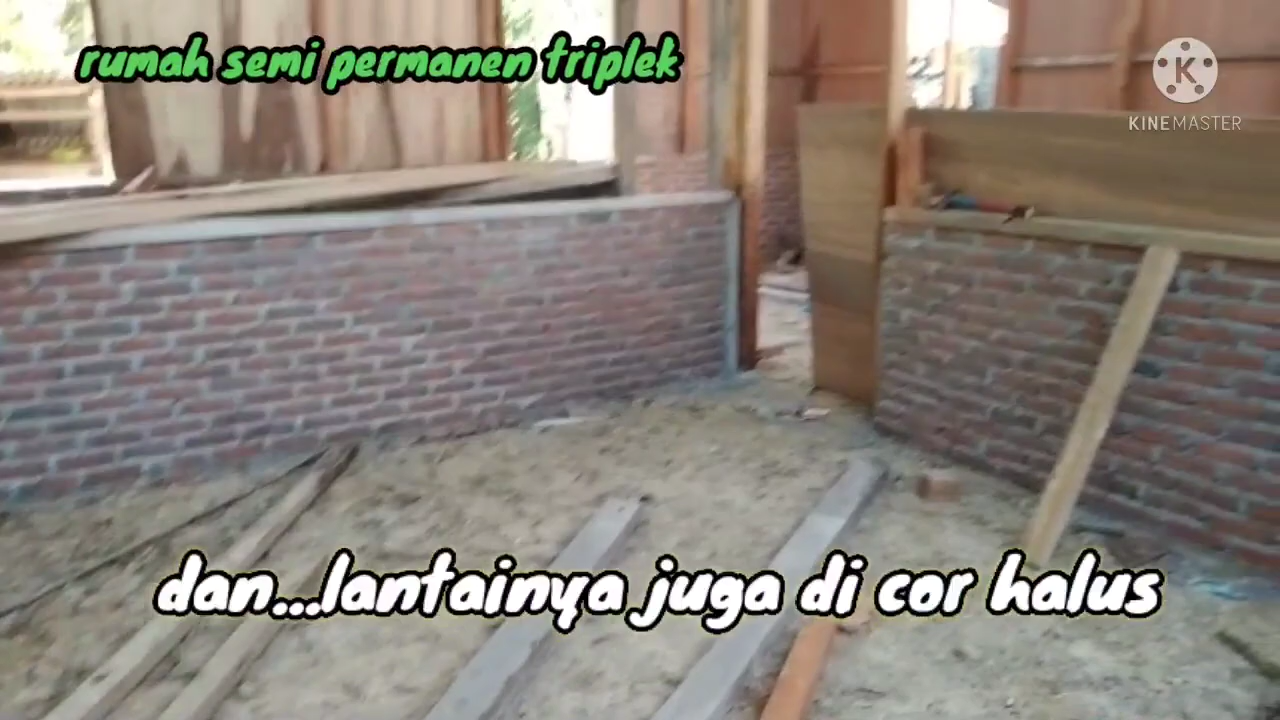 rumah semi permanen triplek
K
KINEMASTER
dan...lantainya juga di cor halus